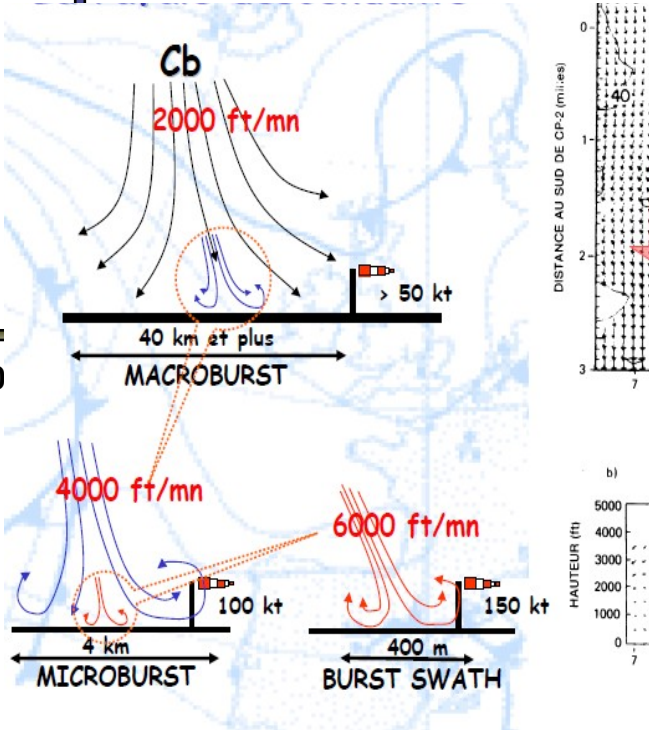 Cb
2000 ft/mn
> 50 kt
40 km et plus
MACROBURST
4000 ft/mn
100 kt
4 km
MICROBURST
6000 ft/mn
150 kt
400 m
BURST SWATH
DISTANCE AU SUD DE CP-2 (milles)
0
40
1
2
3
7
b)
HAUTEUR (ft)
5000
4000
3000
2000
1000
0
7